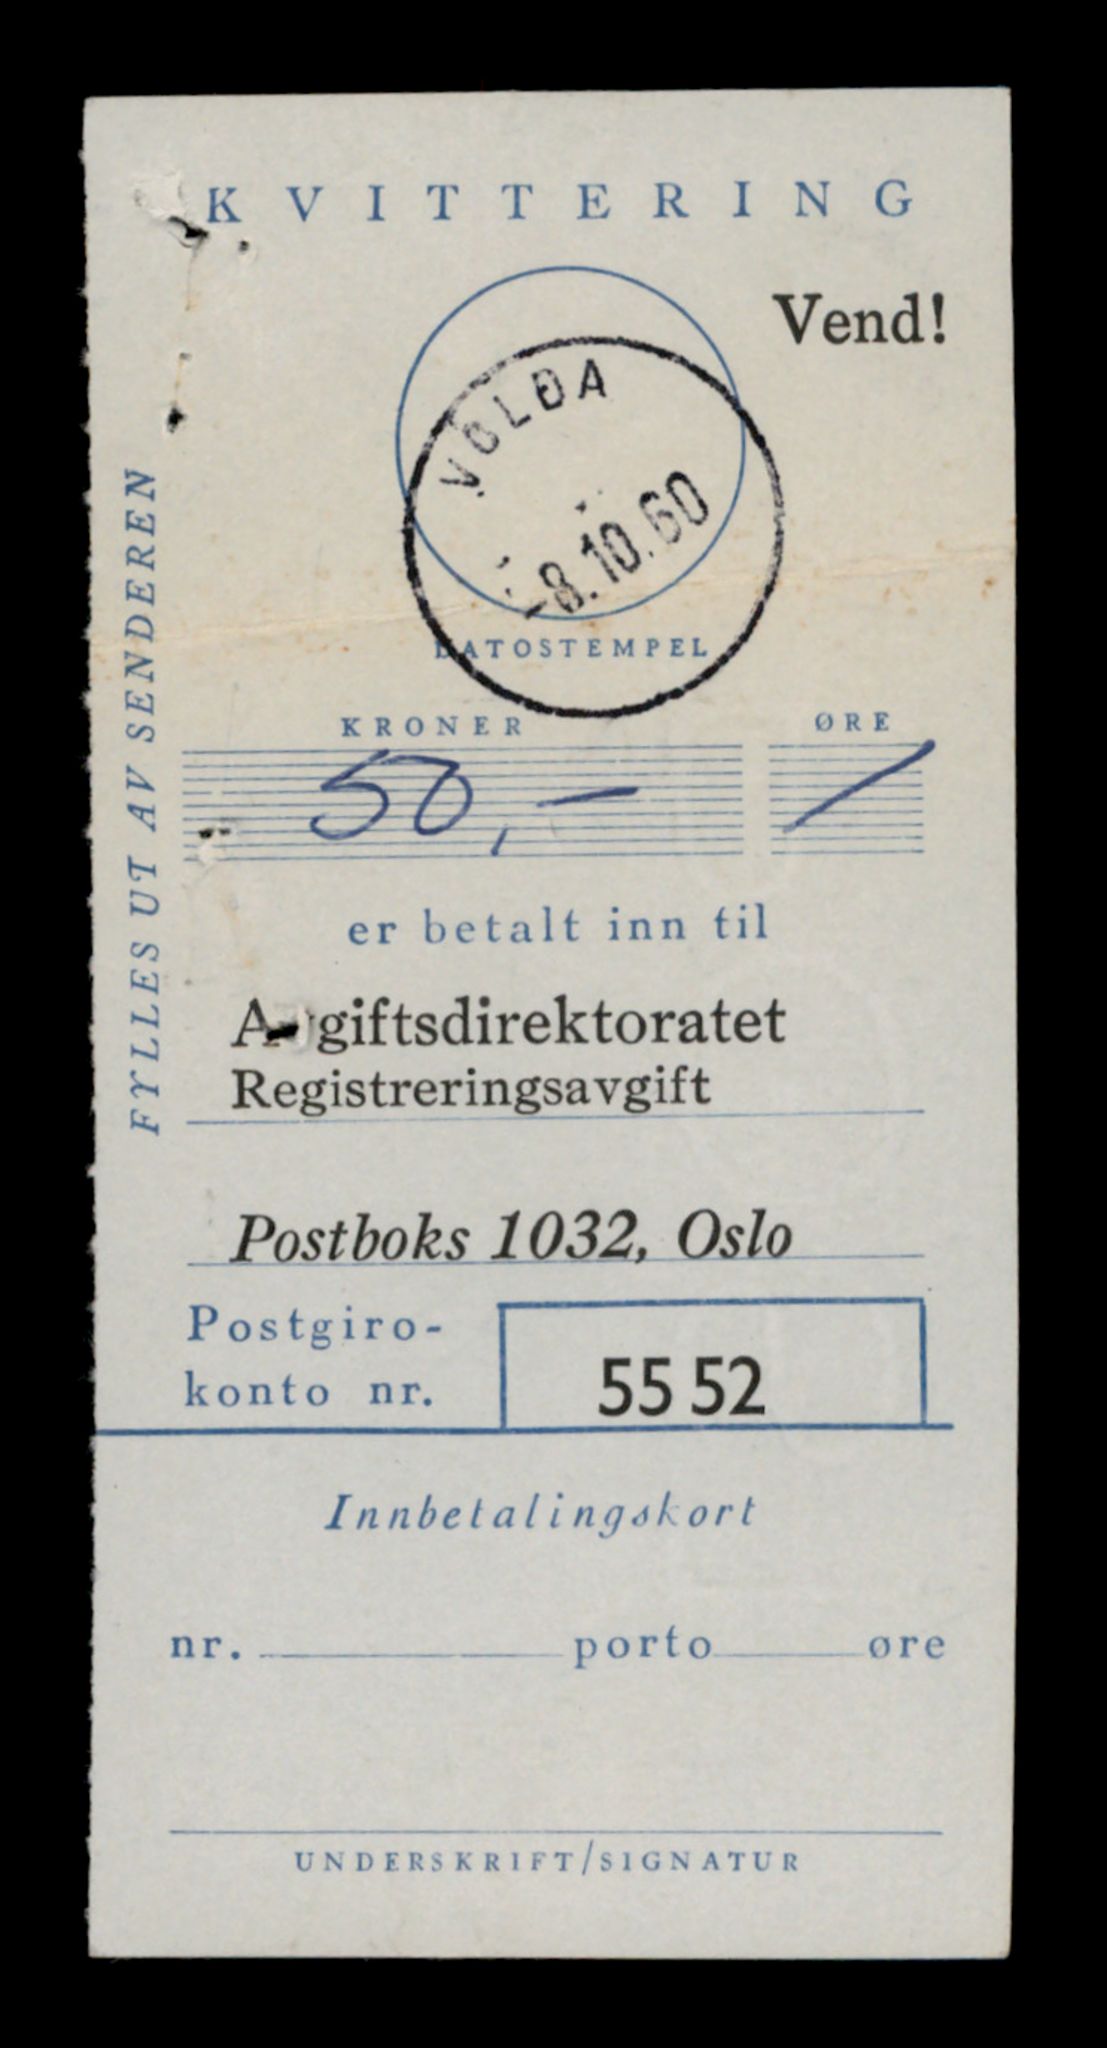 KVITTERING
Vend!
VOLDA
-8.10.60
DATOSTEMPEL
FYLLES UT AV SENDEREN
KRONER ØRE
50,- /
er betalt inn til
Avgiftsdirektoratet
Registreringsavgift
Postboks 1032, Oslo
Postgiro-
konto nr. 55 52
Innbetalingskort
nr. porto øre
UNDERSKRIFT/SIGNATUR